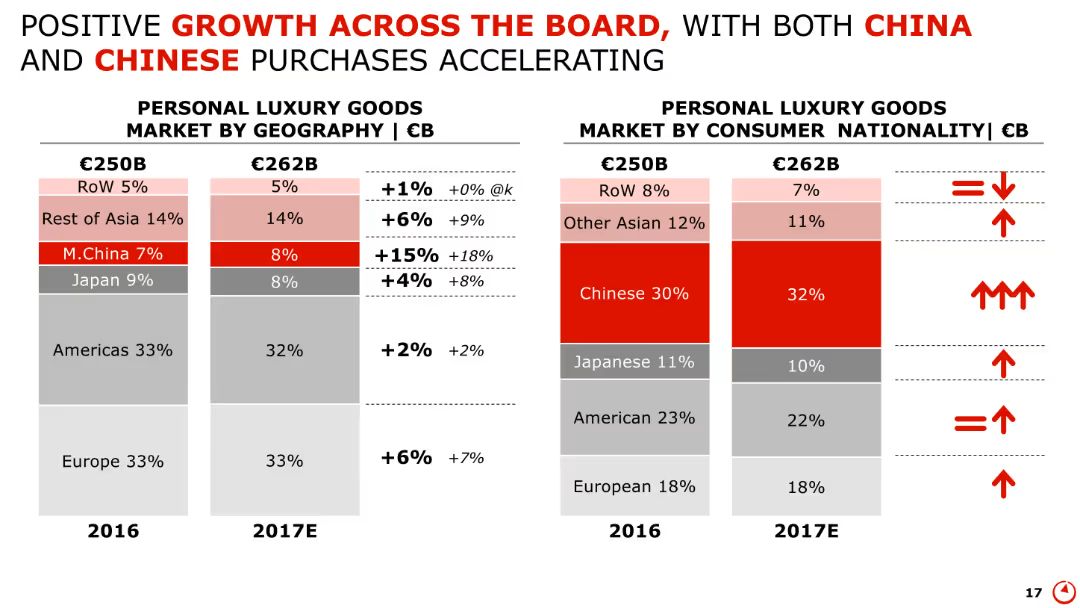 POSITIVE GROWTH ACROSS THE BOARD, WITH BOTH CHINA
AND CHINESE PURCHASES ACCELERATING
PERSONAL LUXURY GOODS
MARKET BY GEOGRAPHY | €B
€250B €262B
RoW 5% 5% +1% +0% @k
Rest of Asia 14% 14% +6% +9%
M.China 7% 8% +15% +18%
Japan 9% 8% +4% +8%
Americas 33% 32% +2% +2%
Europe 33% 33% +6% +7%
2016 2017E
PERSONAL LUXURY GOODS
MARKET BY CONSUMER NATIONALITY| €B
€250B €262B
RoW 8% 7%
Other Asian 12% 11%
Chinese 30% 32%
Japanese 11% 10%
American 23% 22%
European 18% 18%
2016 2017E
17